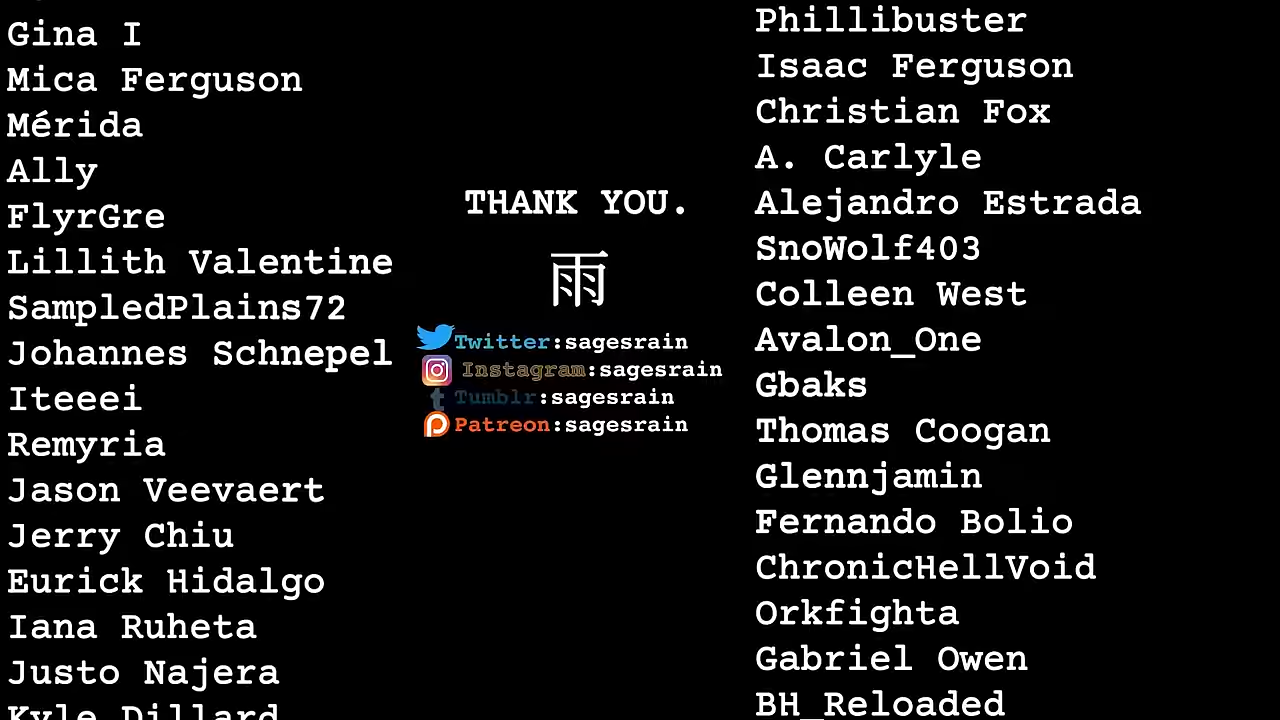 Gina I
Mica Ferguson
Mérida
Ally
FlyrGre
Lillith Valentine
SampledPlains72
Johannes Schnepel
Iteeei
Remyria
Jason Veevaert
Jerry Chiu
Eurick Hidalgo
Iana Ruheta
Justo Najera
Kyle Dillard
THANK YOU.
雨
Twitter:sagesrain
Instagram:sagesrain
Tumblr:sagesrain
Patreon:sagesrain
Phillibuster
Isaac Ferguson
Christian Fox
A. Carlyle
Alejandro Estrada
SnoWolf403
Colleen West
Avalon_One
Gbaks
Thomas Coogan
Glennjamin
Fernando Bolio
ChronicHellVoid
Orkfighta
Gabriel Owen
BH_Reloaded